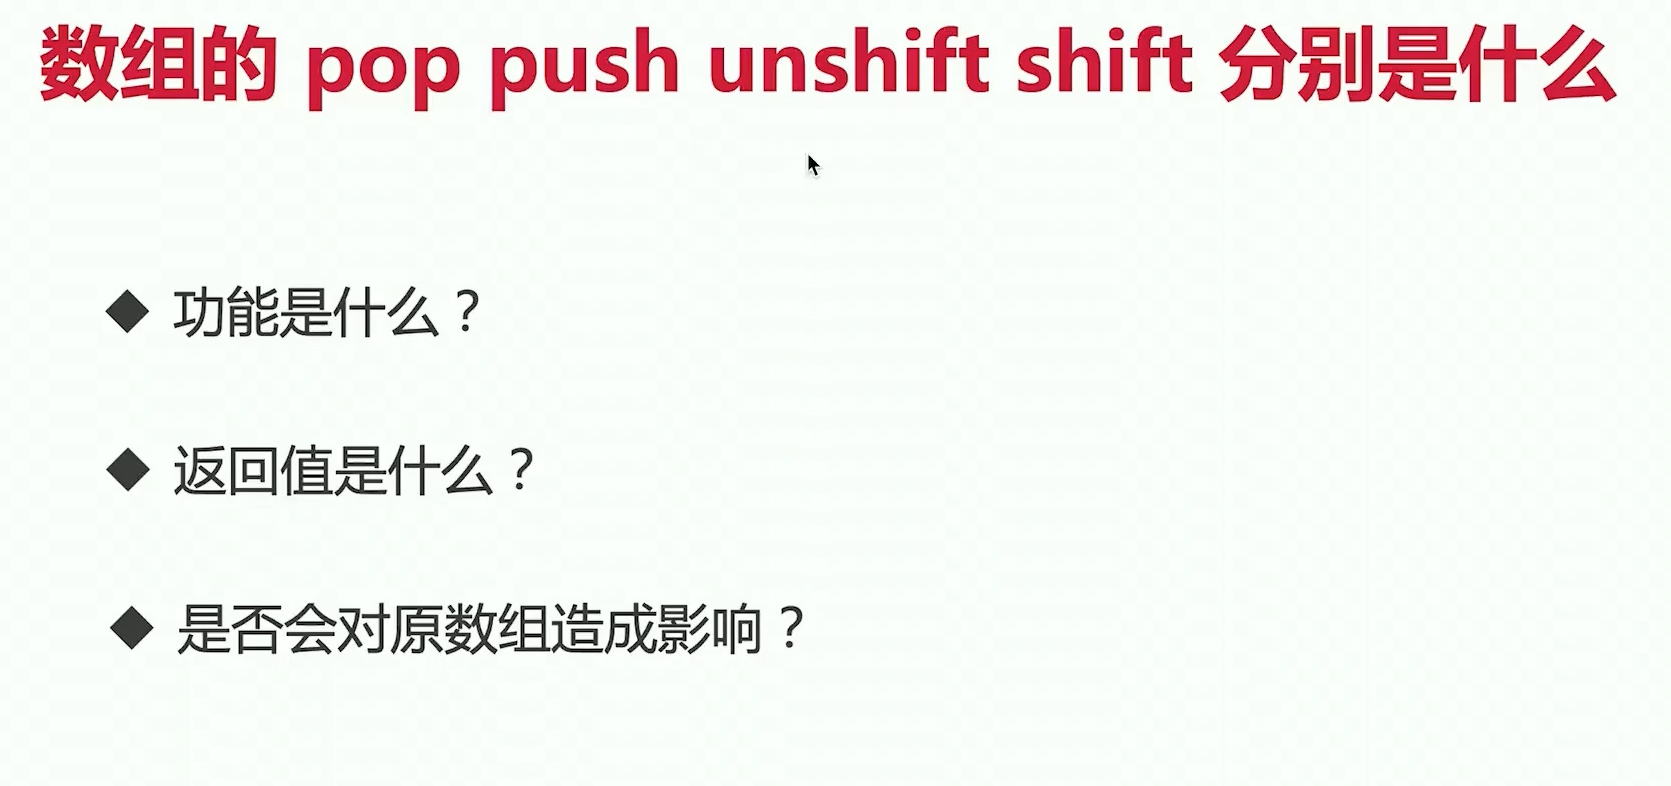 数组的 pop push unshift shift 分别是什么
◆ 功能是什么？
◆ 返回值是什么？
◆ 是否会对原数组造成影响？